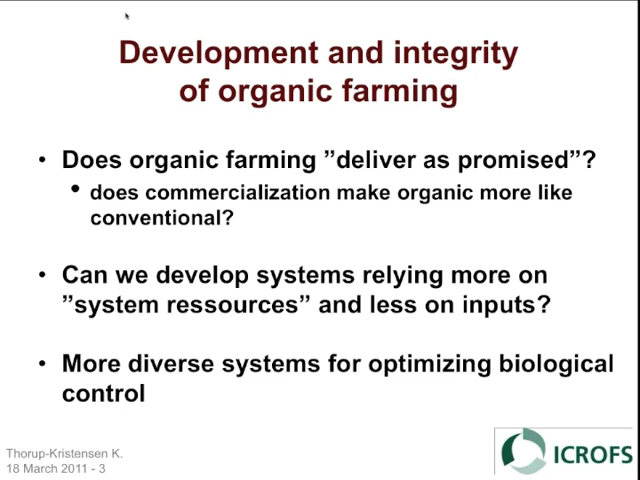 Development and integrity
of organic farming
• Does organic farming ”deliver as promised”?
• does commercialization make organic more like
conventional?
• Can we develop systems relying more on
”system ressources” and less on inputs?
• More diverse systems for optimizing biological
control
Thorup-Kristensen K.
18 March 2011 - 3
ICROFS